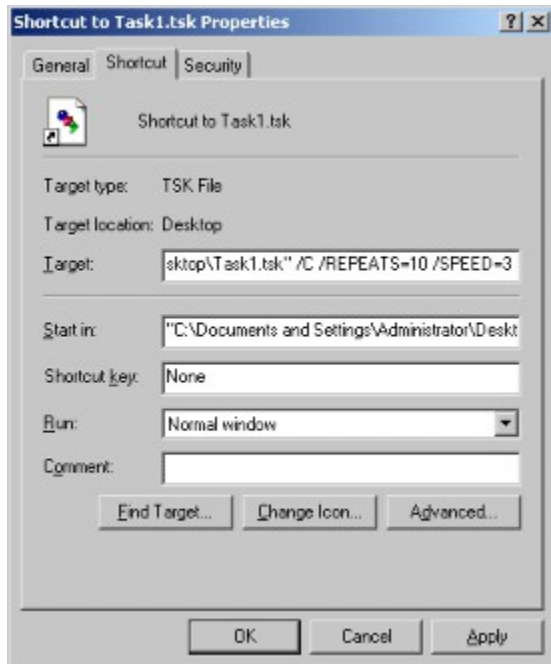 Shortcut to Task1.tsk Properties
General Shortcut Security
Shortcut to Task1.tsk
Target type: TSK File
Target location: Desktop
Target: sktop\Task1.tsk" /C /REPEATS=10 /SPEED=3
Start in: "C:\Documents and Settings\Administrator\Deskt
Shortcut key: None
Run: Normal window
Comment:
Find Target... Change Icon... Advanced...
OK Cancel Apply